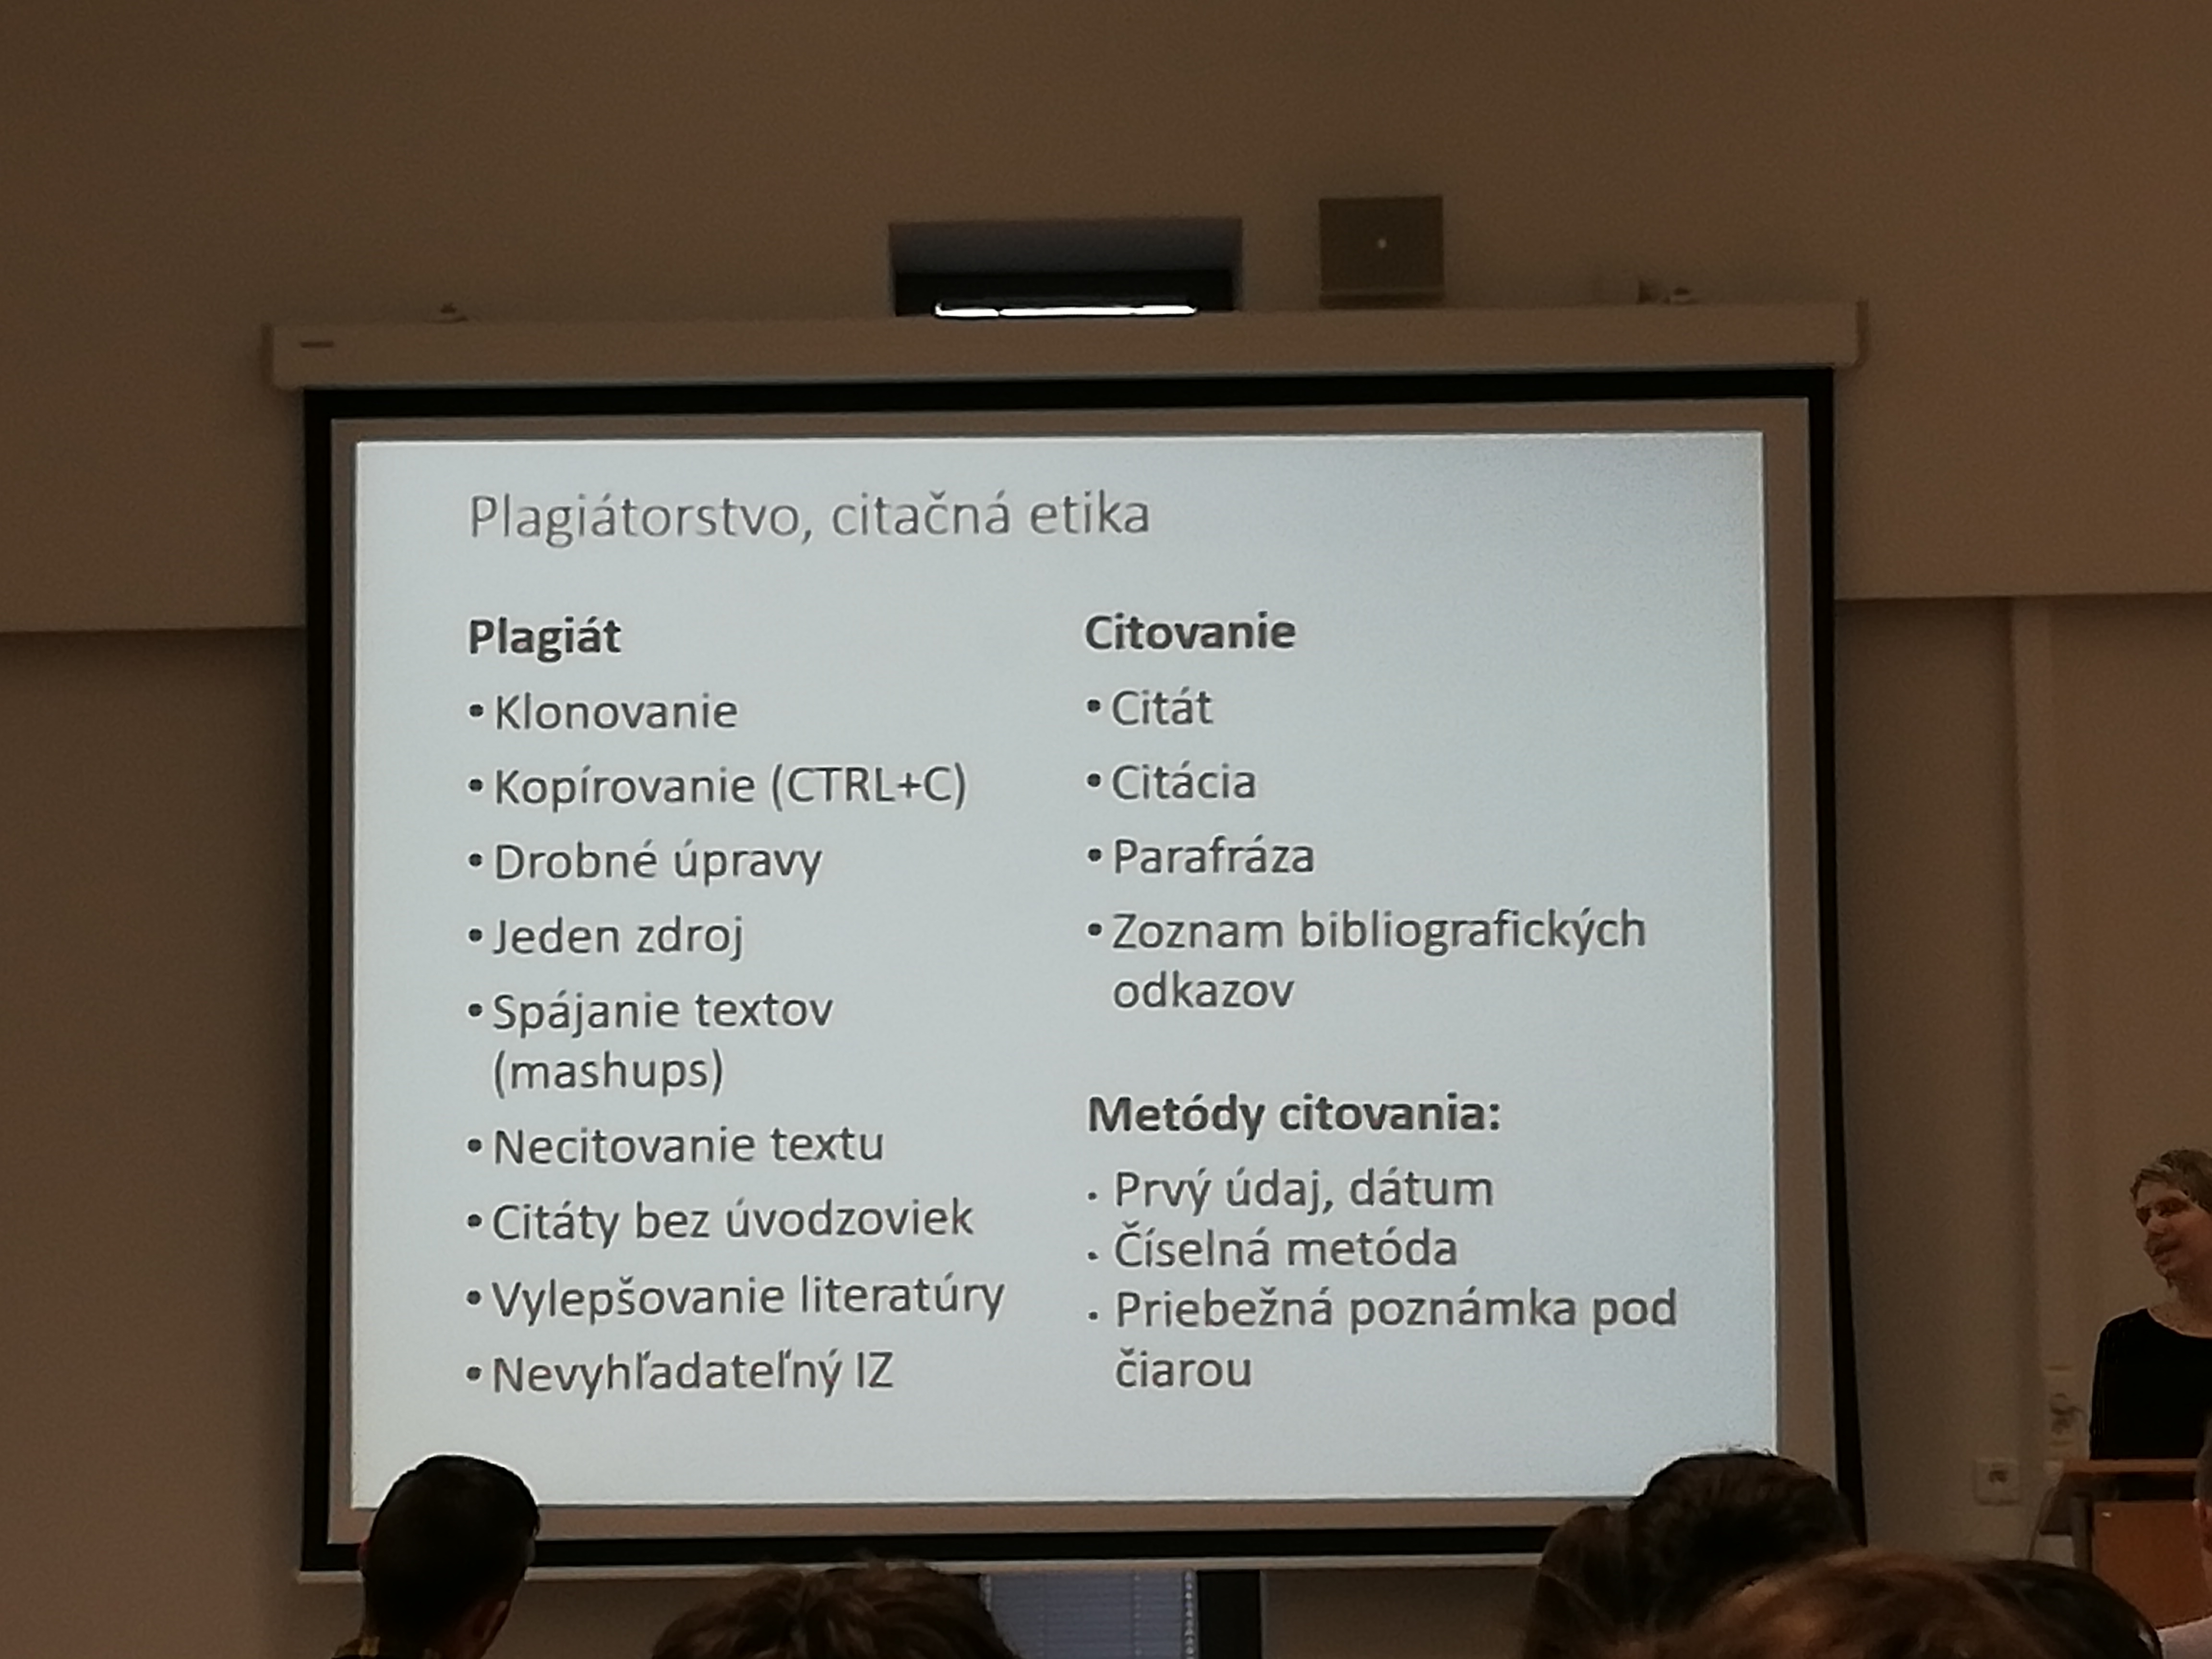 Plagiátorstvo, citačná etika
Plagiát
• Klonovanie
• Kopírovanie (CTRL+C)
• Drobné úpravy
• Jeden zdroj
• Spájanie textov
(mashups)
• Necitovanie textu
• Citáty bez úvodzoviek
• Vylepšovanie literatúry
• Nevyhľadateľný IZ
Citovanie
• Citát
• Citácia
• Parafráza
• Zoznam bibliografických
odkazov
Metódy citovania:
• Prvý údaj, dátum
• Číselná metóda
• Priebežná poznámka pod
čiarou